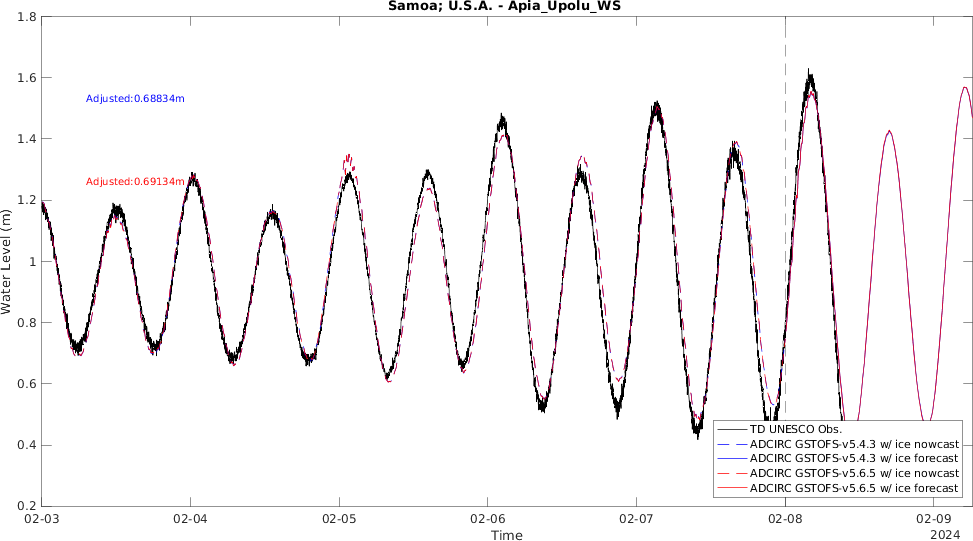 Samoa; U.S.A. - Apia_Upolu_WS
1.8
1.6
1.4
1.2
1
0.8
0.6
0.4
0.2
Water Level (m)
Adjusted:0.68834m
Adjusted:0.69134m
TD UNESCO Obs.
ADCIRC GSTOFS-v5.4.3 w/ ice nowcast
ADCIRC GSTOFS-v5.4.3 w/ ice forecast
ADCIRC GSTOFS-v5.6.5 w/ ice nowcast
ADCIRC GSTOFS-v5.6.5 w/ ice forecast
02-03 02-04 02-05 02-06 02-07 02-08 02-09
Time
2024